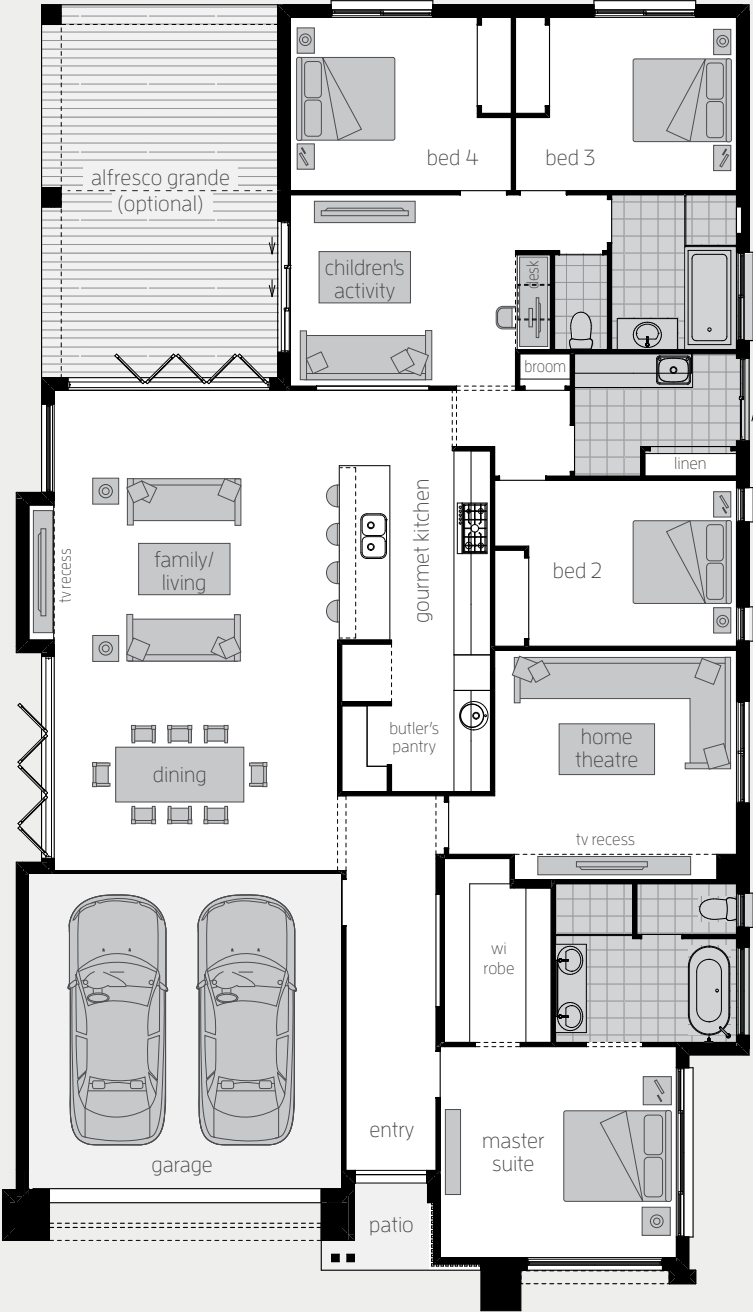 bed 4
bed 3
alfresco grande
(optional)
children's
activity
desk
broom
linen
gourmet kitchen
tv recess
family/
living
bed 2
butler's
pantry
home
theatre
dining
tv recess
wi
robe
entry
master
suite
garage
patio